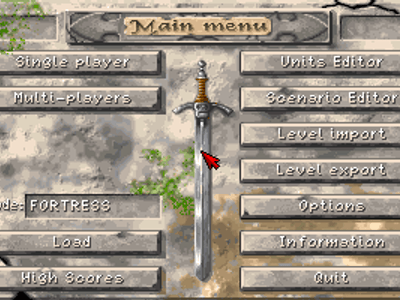 Main menu
Single player
Multi-players
de: FORTRESS
Load
High Scores
Units Editor
Scenario Editor
Level import
Level export
Options
Information
Quit